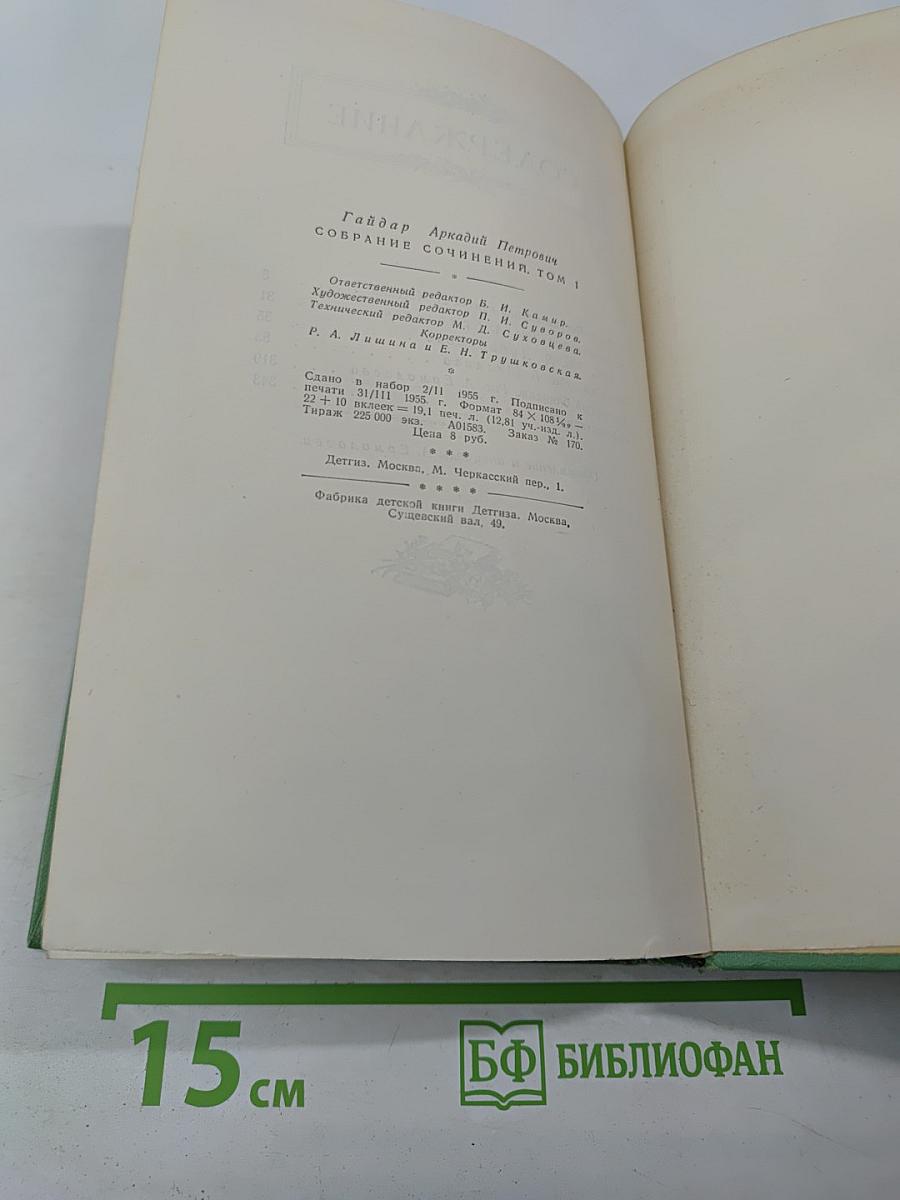 Гайдар Аркадий Петрович
СОБРАНИЕ СОЧИНЕНИЙ. ТОМ 1
*
Ответственный редактор Б. И. Камир.
Художественный редактор П. И. Суворов.
Технический редактор М. Д. Суховцева.
Корректоры
Р. А. Лишина и Е. Н. Трушковская.
*
Сдано в набор 2/II 1955 г. Подписано к
печати 31/III 1955 г. Формат 84 × 108 1/32 —
22 + 10 вклеек = 19,1 печ. л. (12,81 уч.-изд. л.).
Тираж 225 000 экз. А01583. Заказ № 170.
Цена 8 руб.
* * *
Детгиз. Москва, М. Черкасский пер., 1.
* * * *
Фабрика детской книги Детгиза. Москва,
Сущевский вал, 49.
СОДЕРЖАНИЕ
15 см
БФ БИБЛИОФАН